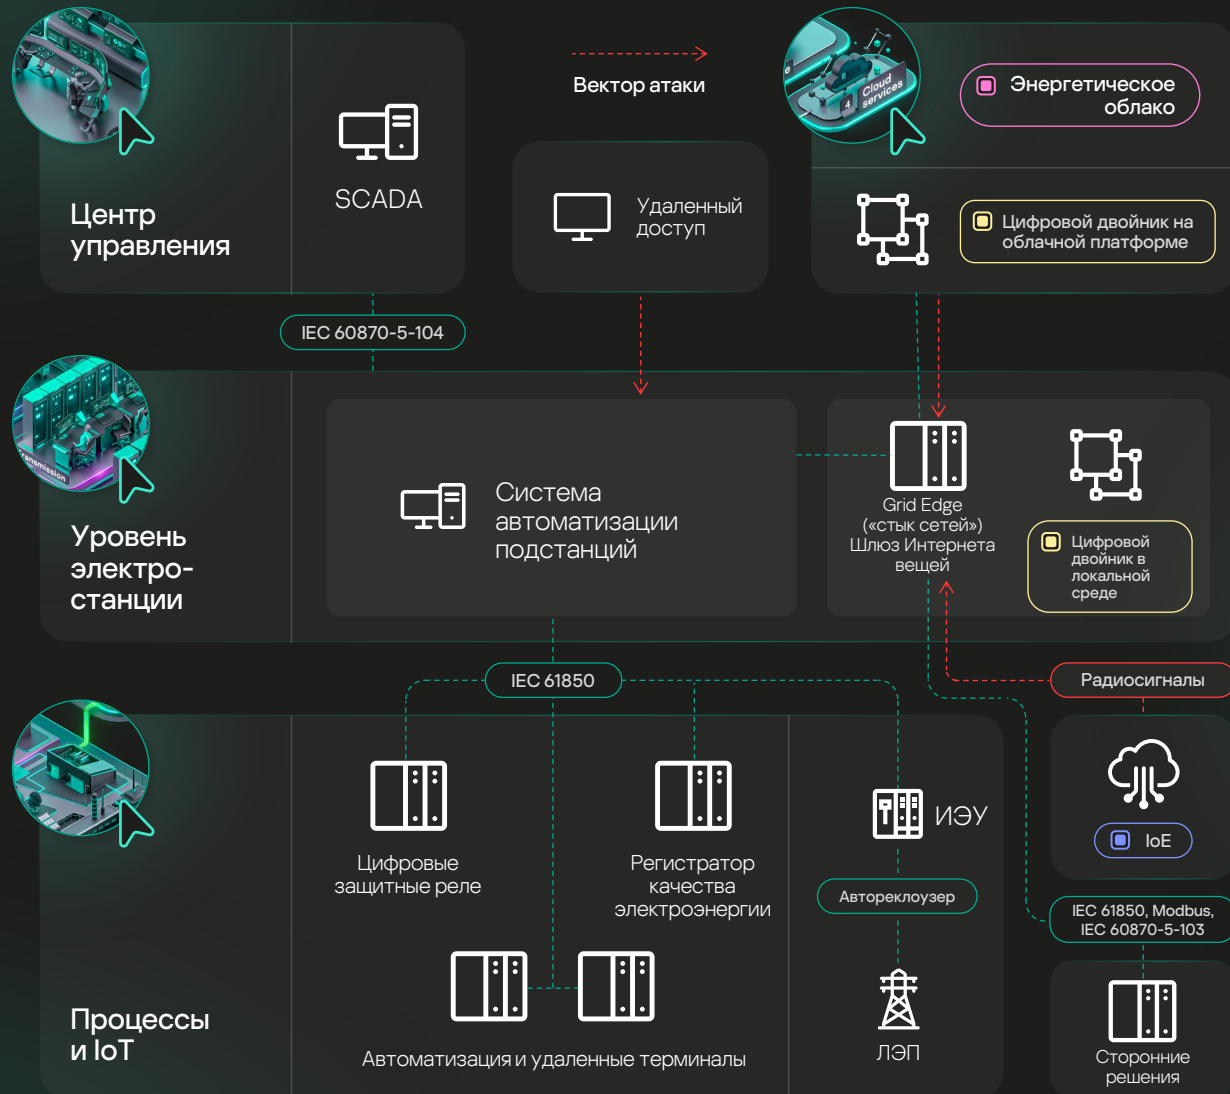 Вектор атаки
4 Cloud
services
Энергетическое
облако
SCADA
Центр
управления
Удаленный
доступ
Цифровой двойник на
облачной платформе
IEC 60870-5-104
Уровень
электро-
станции
Система
автоматизации
подстанций
Grid Edge
(«стык сетей»)
Шлюз Интернета
вещей
Цифровой
двойник в
локальной
среде
IEC 61850
Радиосигналы
Цифровые
защитные реле
Регистратор
качества
электроэнергии
ИЭУ
Автореклоузер
IoE
IEC 61850, Modbus,
IEC 60870-5-103
Процессы
и IoT
Автоматизация и удаленные терминалы
ЛЭП
Сторонние
решения